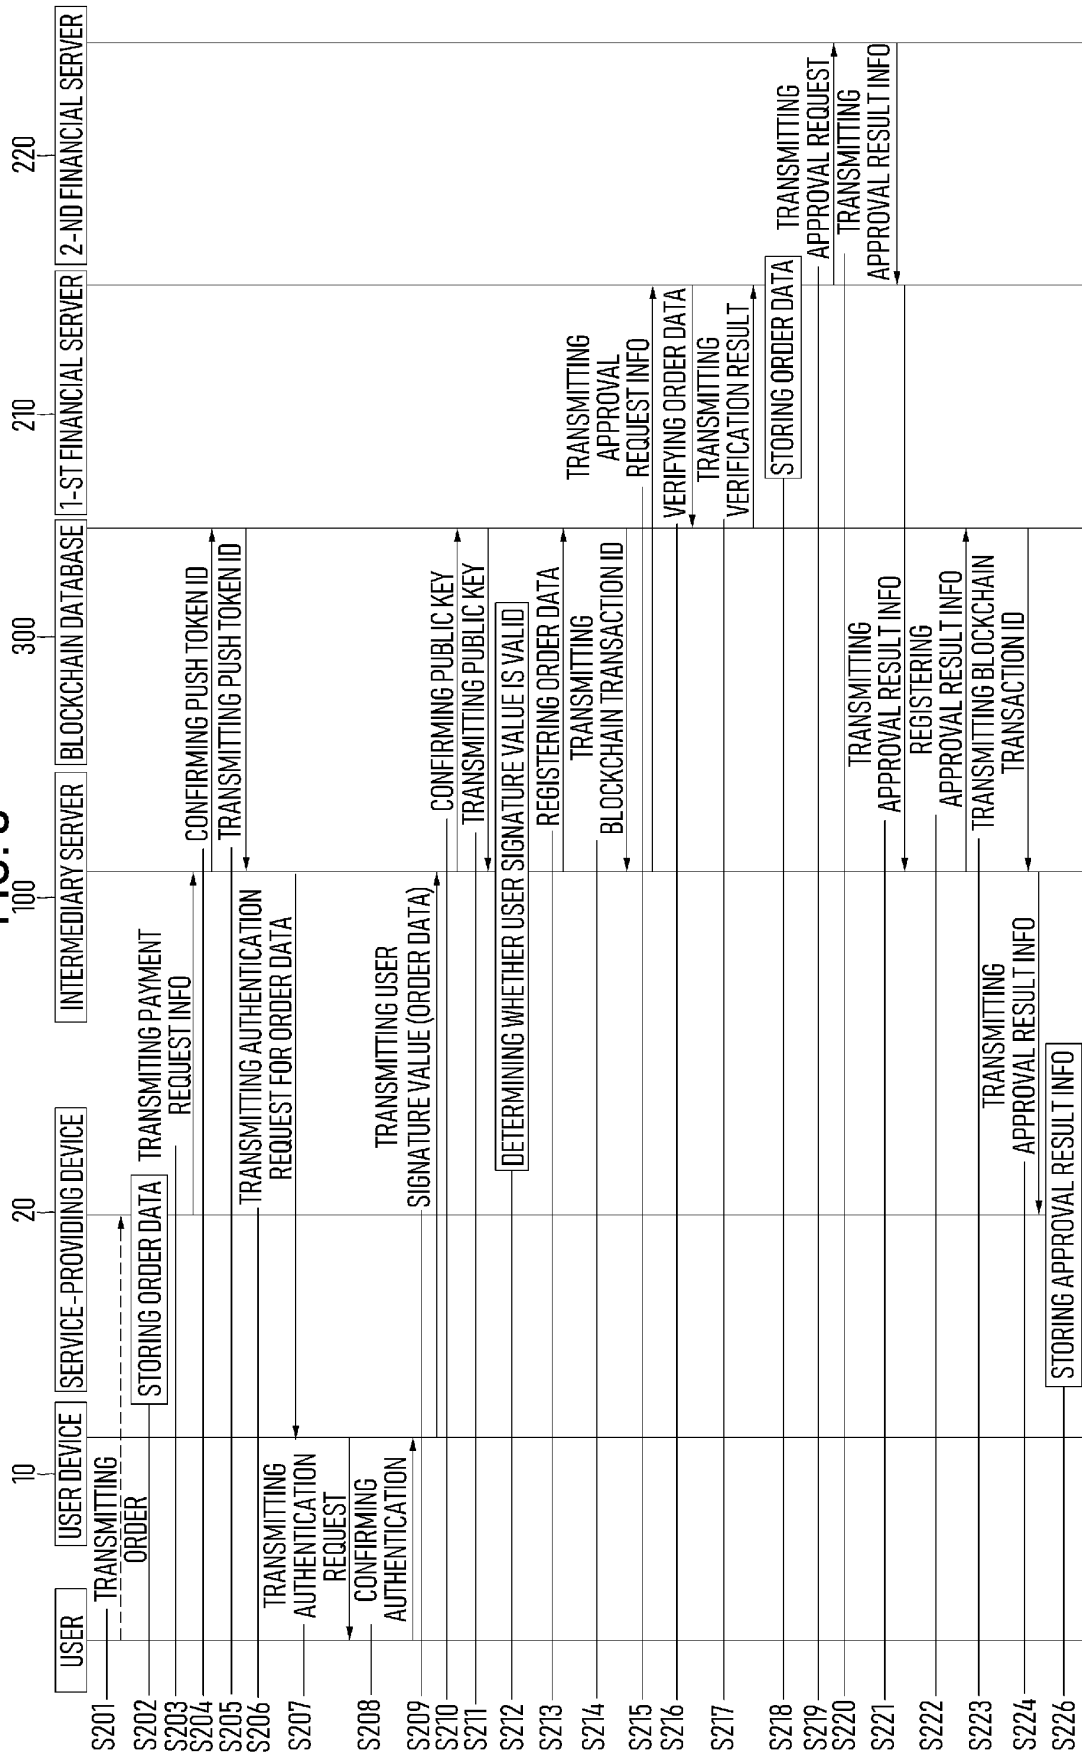 FIG. 3
10
20
100
300
210
220
USER
USER DEVICE
SERVICE-PROVIDING DEVICE
INTERMEDIARY SERVER
BLOCKCHAIN DATABASE
1-ST FINANCIAL SERVER
2-ND FINANCIAL SERVER
S201
TRANSMITTING
ORDER
S202
STORING ORDER DATA
S203
TRANSMITING PAYMENT
REQUEST INFO
S204
CONFIRMING PUSH TOKEN ID
S205
TRANSMITTING PUSH TOKEN ID
S206
TRANSMITTING AUTHENTICATION
REQUEST FOR ORDER DATA
S207
TRANSMITTING
AUTHENTICATION
REQUEST
S208
CONFIRMING
AUTHENTICATION
S209
TRANSMITTING USER
SIGNATURE VALUE (ORDER DATA)
S210
CONFIRMING PUBLIC KEY
S211
TRANSMITTING PUBLIC KEY
S212
DETERMINING WHETHER USER SIGNATURE VALUE IS VALID
S213
REGISTERING ORDER DATA
S214
TRANSMITTING
BLOCKCHAIN TRANSACTION ID
S215
TRANSMITTING
APPROVAL
REQUEST INFO
S216
VERIFYING ORDER DATA
S217
TRANSMITTING
VERIFICATION RESULT
S218
STORING ORDER DATA
S219
TRANSMITTING
APPROVAL REQUEST
S220
TRANSMITTING
APPROVAL RESULT INFO
S221
TRANSMITTING
APPROVAL RESULT INFO
S222
REGISTERING
APPROVAL RESULT INFO
S223
TRANSMITTING BLOCKCHAIN
TRANSACTION ID
S224
TRANSMITTING
APPROVAL RESULT INFO
S226
STORING APPROVAL RESULT INFO